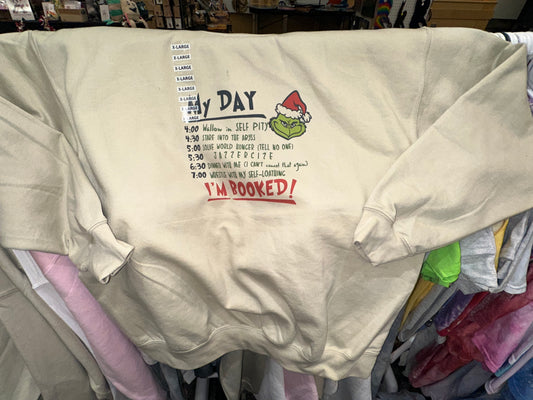 X-LARGE
X-LARGE
X-LARGE
X-LARGE
X-LARGE
X-LARGE
X-LARGE
My DAY
4:00 Wallow in SELF PITY
4:30 STARE INTO THE ABYSS
5:00 SOLVE WORLD HUNGER (TELL NO ONE)
5:30 JAZZERCIZE
6:30 DINNER WITH ME (I CAN'T cancel that again)
7:00 WRESTLE WITH MY SELF-LOATHING
I'M BOOKED!